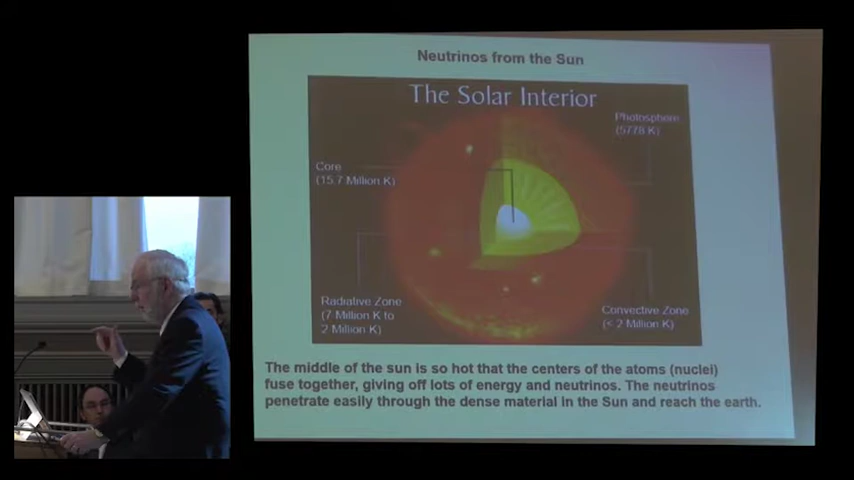 Neutrinos from the Sun
The Solar Interior
Photosphere
(5778 K)
Core
(15.7 Million K)
Radiative Zone
(7 Million K to
2 Million K)
Convective Zone
(< 2 Million K)
The middle of the sun is so hot that the centers of the atoms (nuclei)
fuse together, giving off lots of energy and neutrinos. The neutrinos
penetrate easily through the dense material in the Sun and reach the earth.